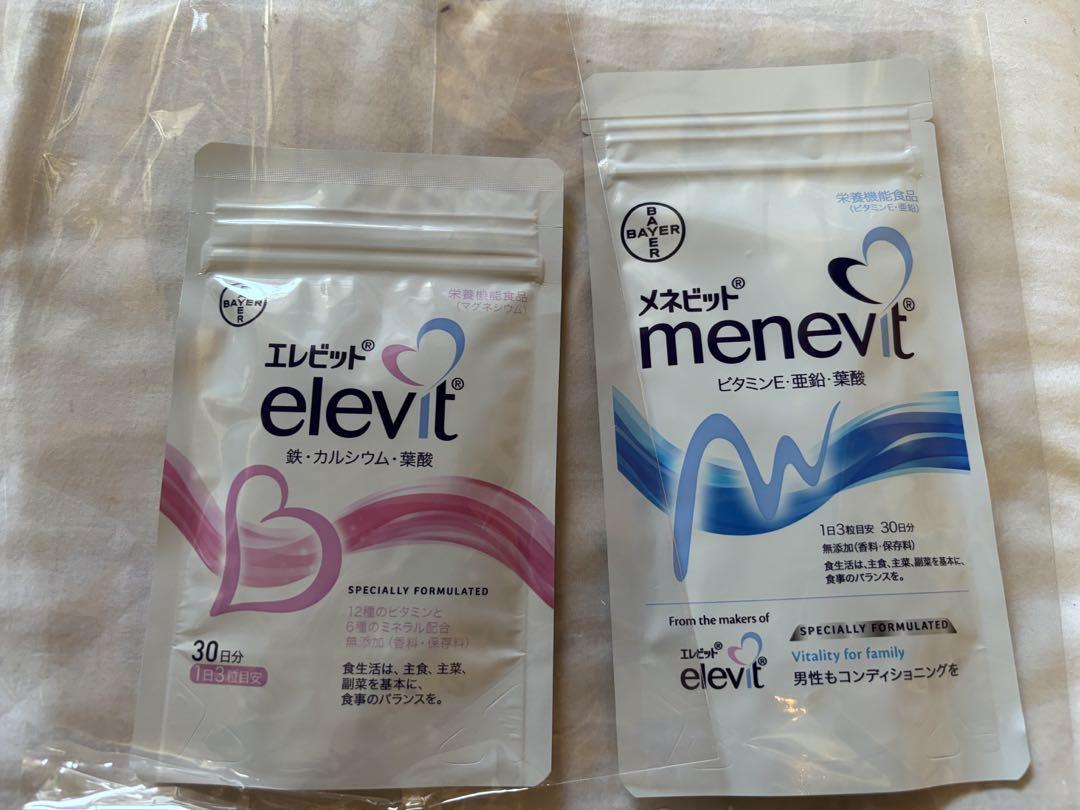 BAYER
BAYER
栄養機能食品
(マグネシウム)
エレビット®
elevit®
鉄・カルシウム・葉酸
SPECIALLY FORMULATED
12種のビタミンと
6種のミネラル配合
無添加(香料・保存料)
30日分
1日3粒目安
食生活は、主食、主菜、
副菜を基本に、
食事のバランスを。
BAYER
BAYER
栄養機能食品
(ビタミンE・亜鉛)
メネビット®
menevit®
ビタミンE・亜鉛・葉酸
1日3粒目安 30日分
無添加(香料・保存料)
食生活は、主食、主菜、副菜を基本に、
食事のバランスを。
From the makers of
エレビット®
elevit®
SPECIALLY FORMULATED
Vitality for family
男性もコンディショニングを